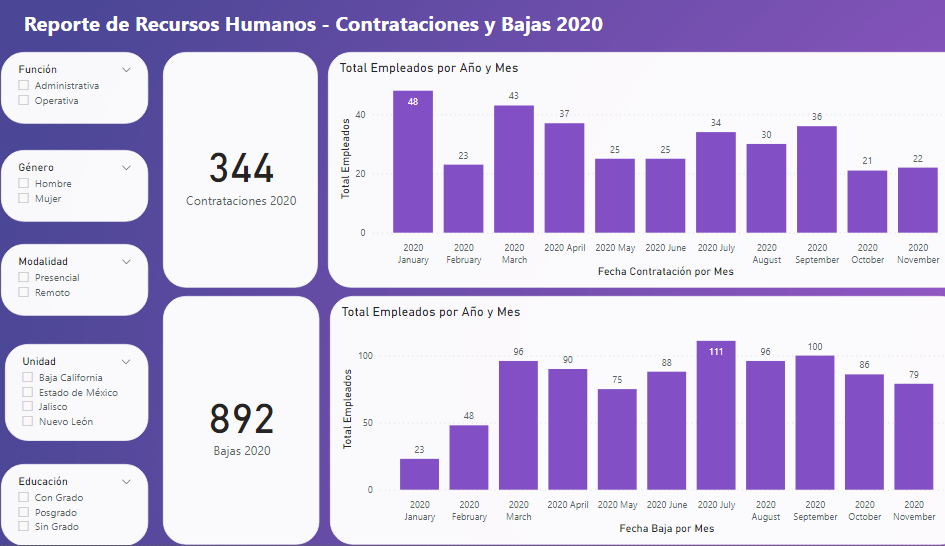 Reporte de Recursos Humanos - Contrataciones y Bajas 2020
Función
Administrativa
Operativa
Género
Hombre
Mujer
Modalidad
Presencial
Remoto
Unidad
Baja California
Estado de México
Jalisco
Nuevo León
Educación
Con Grado
Posgrado
Sin Grado
344
Contrataciones 2020
892
Bajas 2020
Total Empleados por Año y Mes
Total Empleados
40
20
0
48
23
43
37
25
25
34
30
36
21
22
2020 January
2020 February
2020 March
2020 April
2020 May
2020 June
2020 July
2020 August
2020 September
2020 October
2020 November
Fecha Contratación por Mes
Total Empleados por Año y Mes
Total Empleados
100
50
0
23
48
96
90
75
88
111
96
100
86
79
2020 January
2020 February
2020 March
2020 April
2020 May
2020 June
2020 July
2020 August
2020 September
2020 October
2020 November
Fecha Baja por Mes